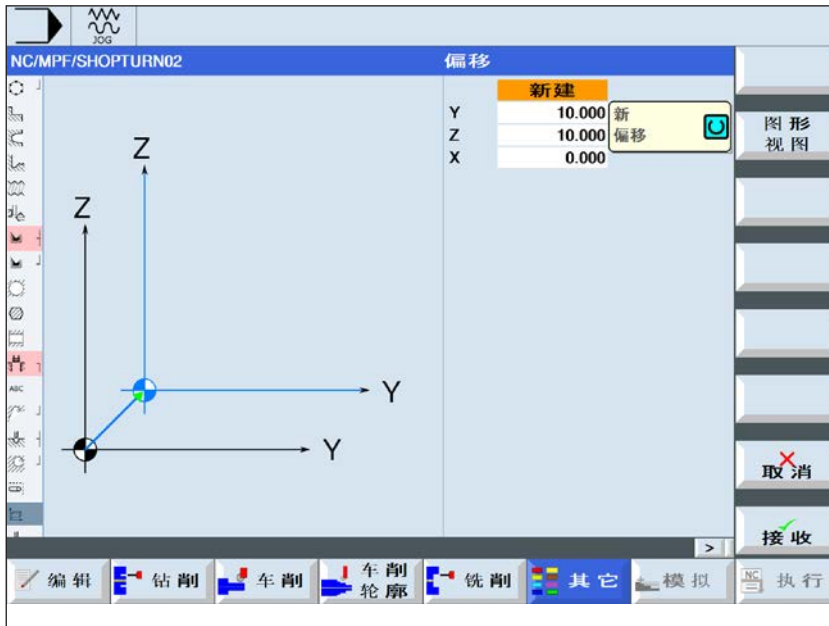 JOG
NC/MPF/SHOPTURN02
偏移
新建
Y 10.000
Z 10.000
X 0.000
新
偏移
图形
视图
Z
Z
Y
Y
ABC
取消
接收
>
编辑
钻削
车削
车削
轮廓
铣削
其它
模拟
NC
执行